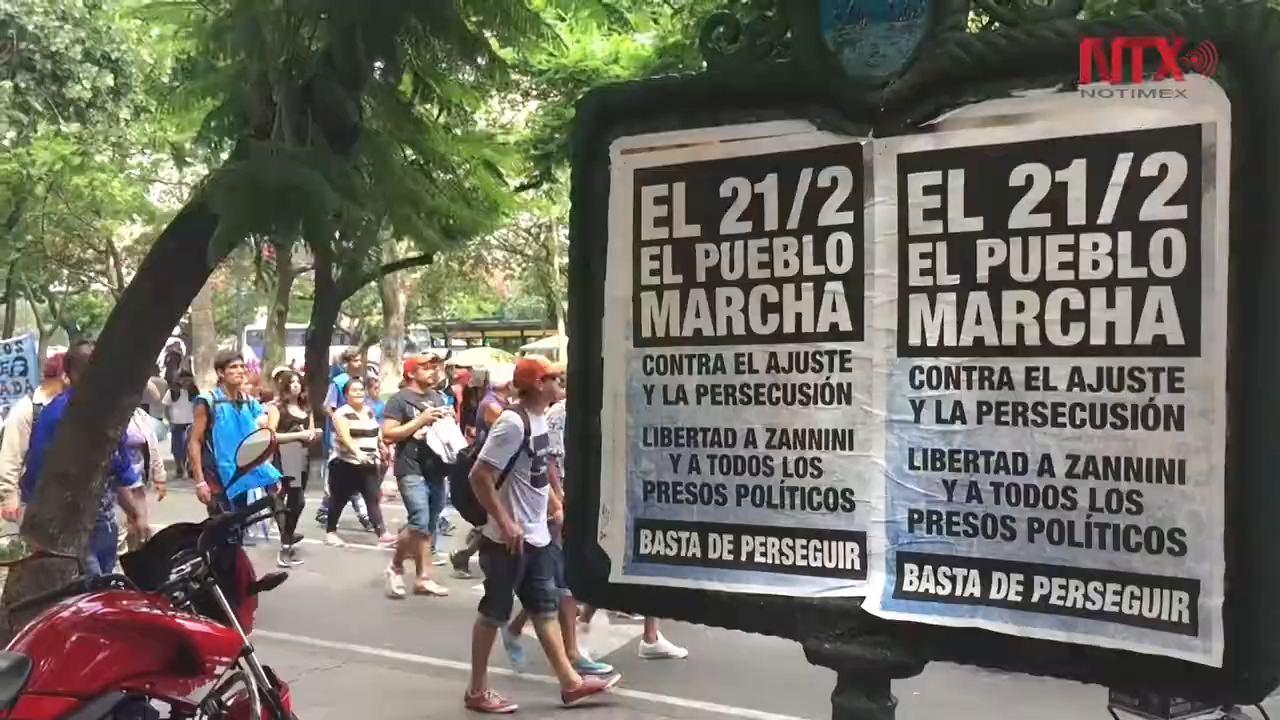 NTX
NOTIMEX
EL 21/2
EL PUEBLO
MARCHA
CONTRA EL AJUSTE
Y LA PERSECUSIÓN
LIBERTAD A ZANNINI
Y A TODOS LOS
PRESOS POLÍTICOS
BASTA DE PERSEGUIR
EL 21/2
EL PUEBLO
MARCHA
CONTRA EL AJUSTE
Y LA PERSECUSIÓN
LIBERTAD A ZANNINI
Y A TODOS LOS
PRESOS POLÍTICOS
BASTA DE PERSEGUIR